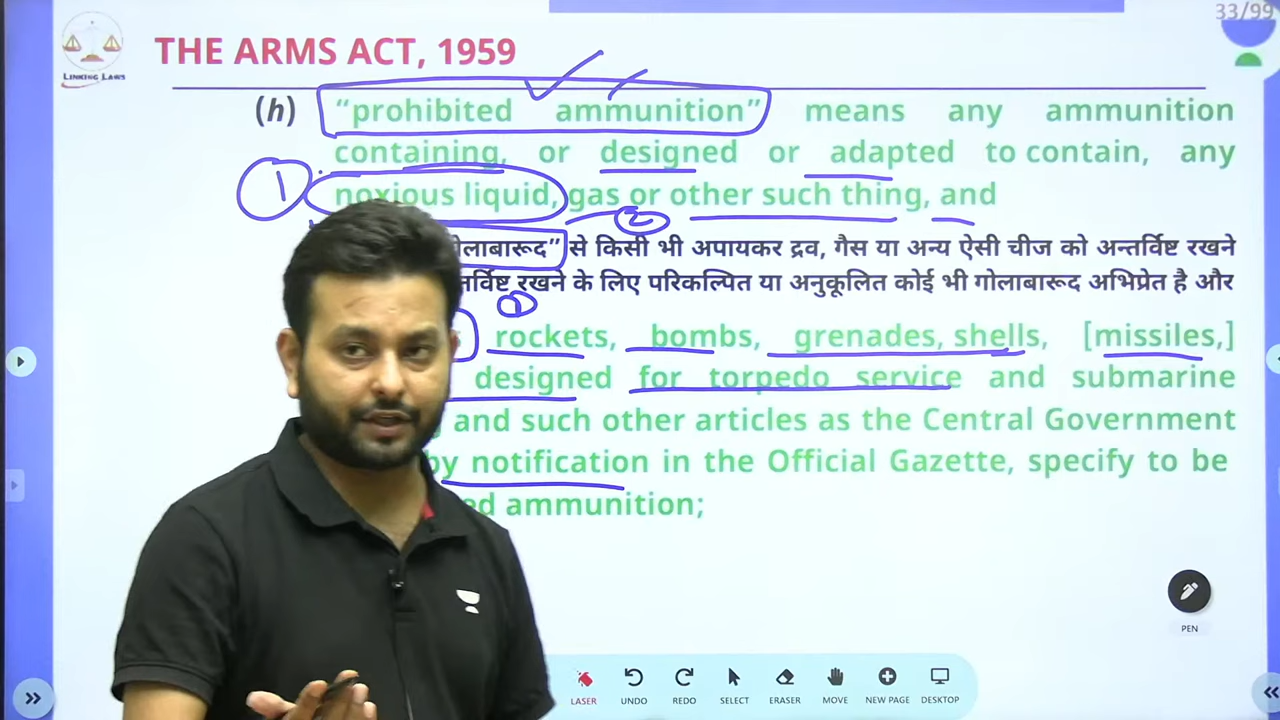 33/99
THE ARMS ACT, 1959
LINKING LAWS
(h) “prohibited ammunition” means any ammunition
containing, or designed or adapted to contain, any
1 noxious liquid, gas or other such thing, and
2
गोलाबारूद” से किसी भी अपायकर द्रव, गैस या अन्य ऐसी चीज को अन्तर्विष्ट रखने
रखने के लिए परिकल्पित या अनुकूलित कोई भी गोलाबारूद अभिप्रेत है और
rockets, bombs, grenades, shells, [missiles,]
designed for torpedo service and submarine
and such other articles as the Central Government
by notification in the Official Gazette, specify to be
ammunition;
PEN
LASER UNDO REDO SELECT ERASER MOVE NEW PAGE DESKTOP